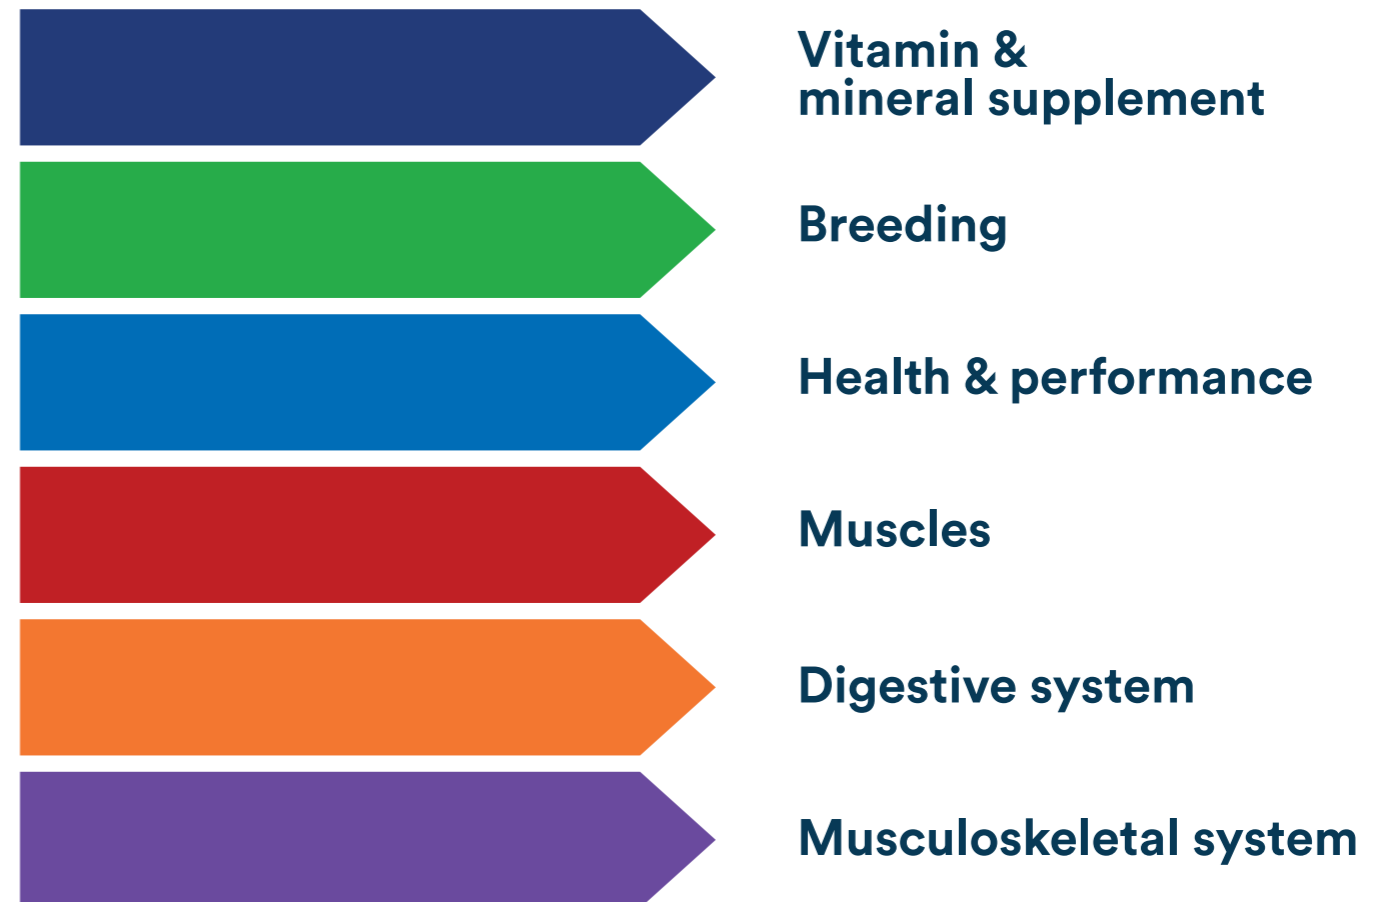 Vitamin &
mineral supplement
Breeding
Health & performance
Muscles
Digestive system
Musculoskeletal system